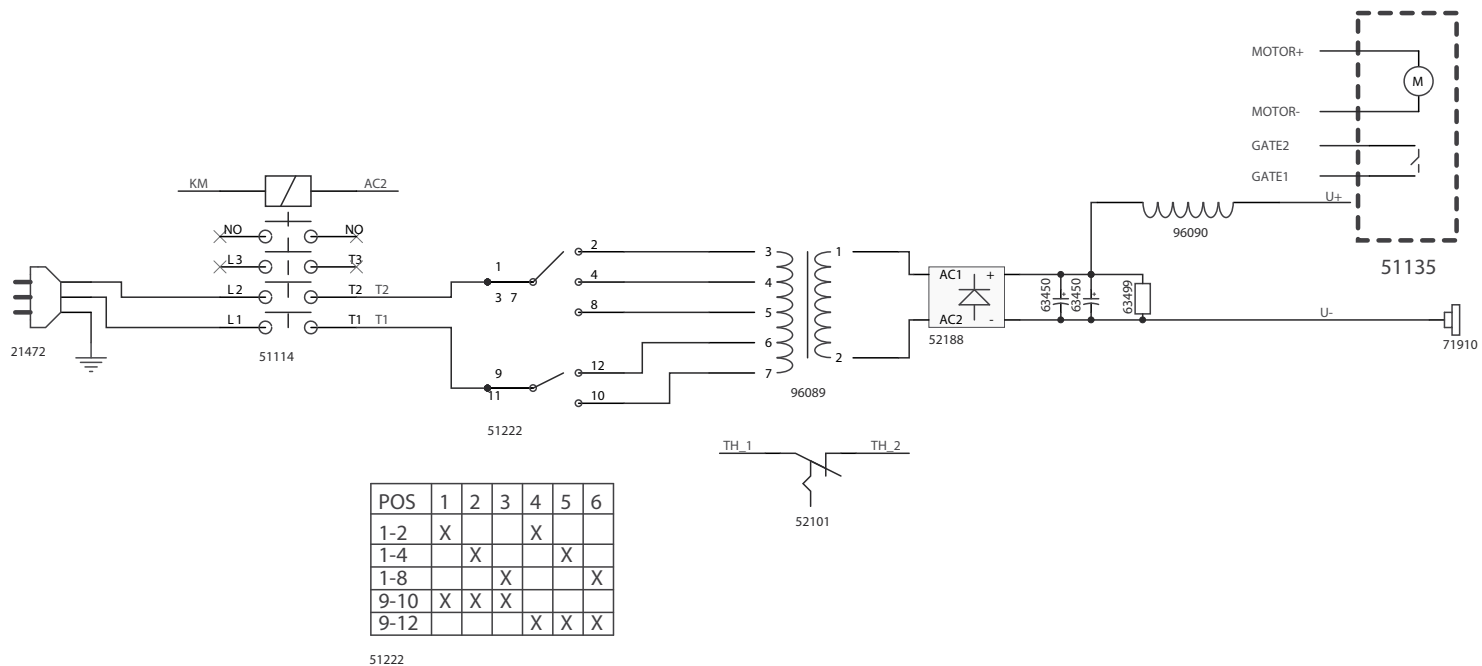 MOTOR+
M
MOTOR-
GATE2
GATE1
U+
51135
KM AC2
NO NO
L3 T3
L2 T2 T2
L1 T1 T1
21472
51114
1
3 7
2
4
8
9
11
12
10
51222
3
4
5
6
7
1
2
96089
AC1 +
AC2 -
52188
63450
63450
63499
96090
U-
71910
TH_1 TH_2
52101
POS 1 2 3 4 5 6
1-2 X X
1-4 X X
1-8 X X
9-10 X X X
9-12 X X X
51222